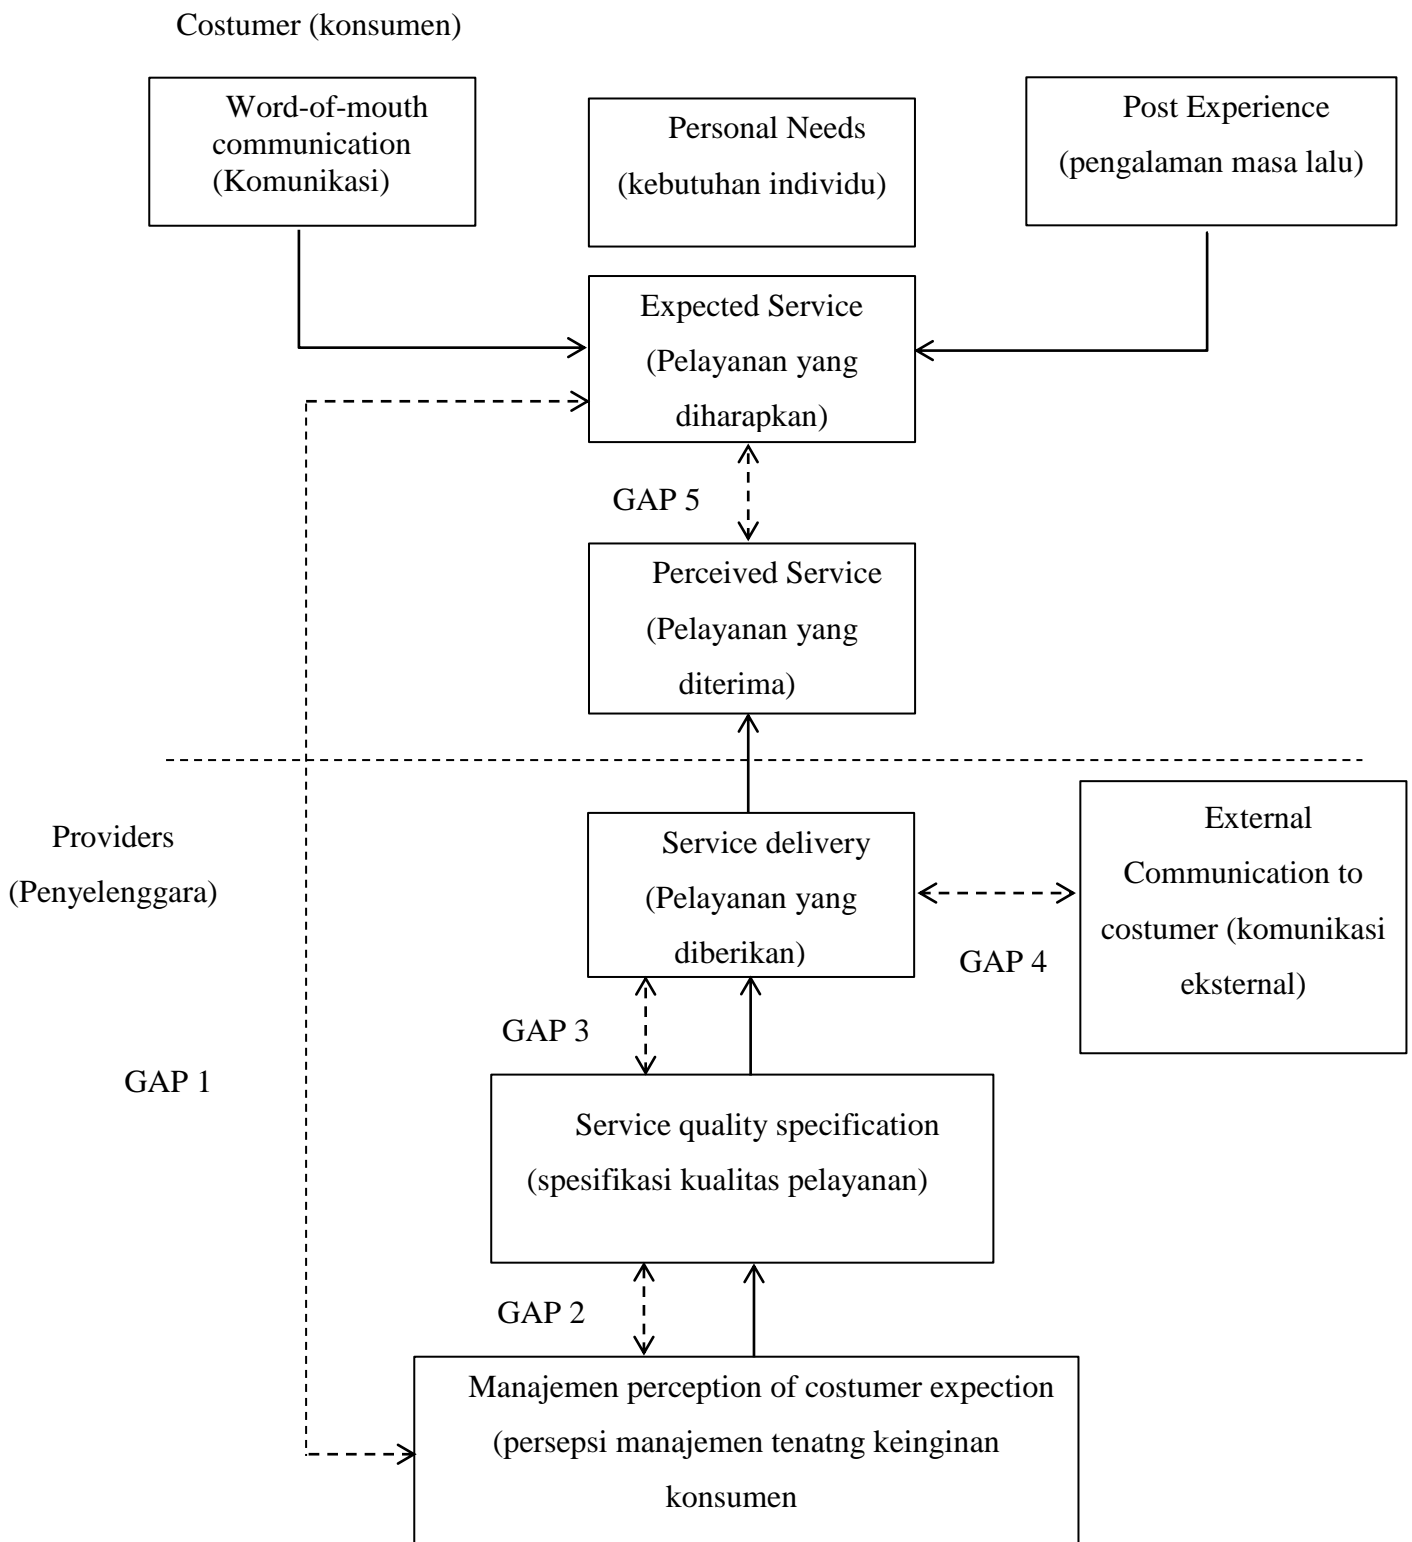 Costumer (konsumen)
Word-of-mouth
communication
(Komunikasi)
Personal Needs
(kebutuhan individu)
Post Experience
(pengalaman masa lalu)
Expected Service
(Pelayanan yang
diharapkan)
GAP 5
Perceived Service
(Pelayanan yang
diterima)
Providers
(Penyelenggara)
Service delivery
(Pelayanan yang
diberikan)
External
Communication to
costumer (komunikasi
eksternal)
GAP 4
GAP 3
GAP 1
Service quality specification
(spesifikasi kualitas pelayanan)
GAP 2
Manajemen perception of costumer expection
(persepsi manajemen tenatng keinginan
konsumen